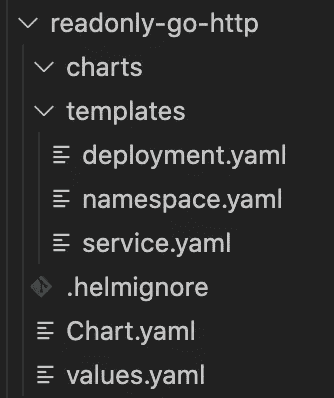 readonly-go-http
charts
templates
deployment.yaml
namespace.yaml
service.yaml
.helmignore
Chart.yaml
values.yaml